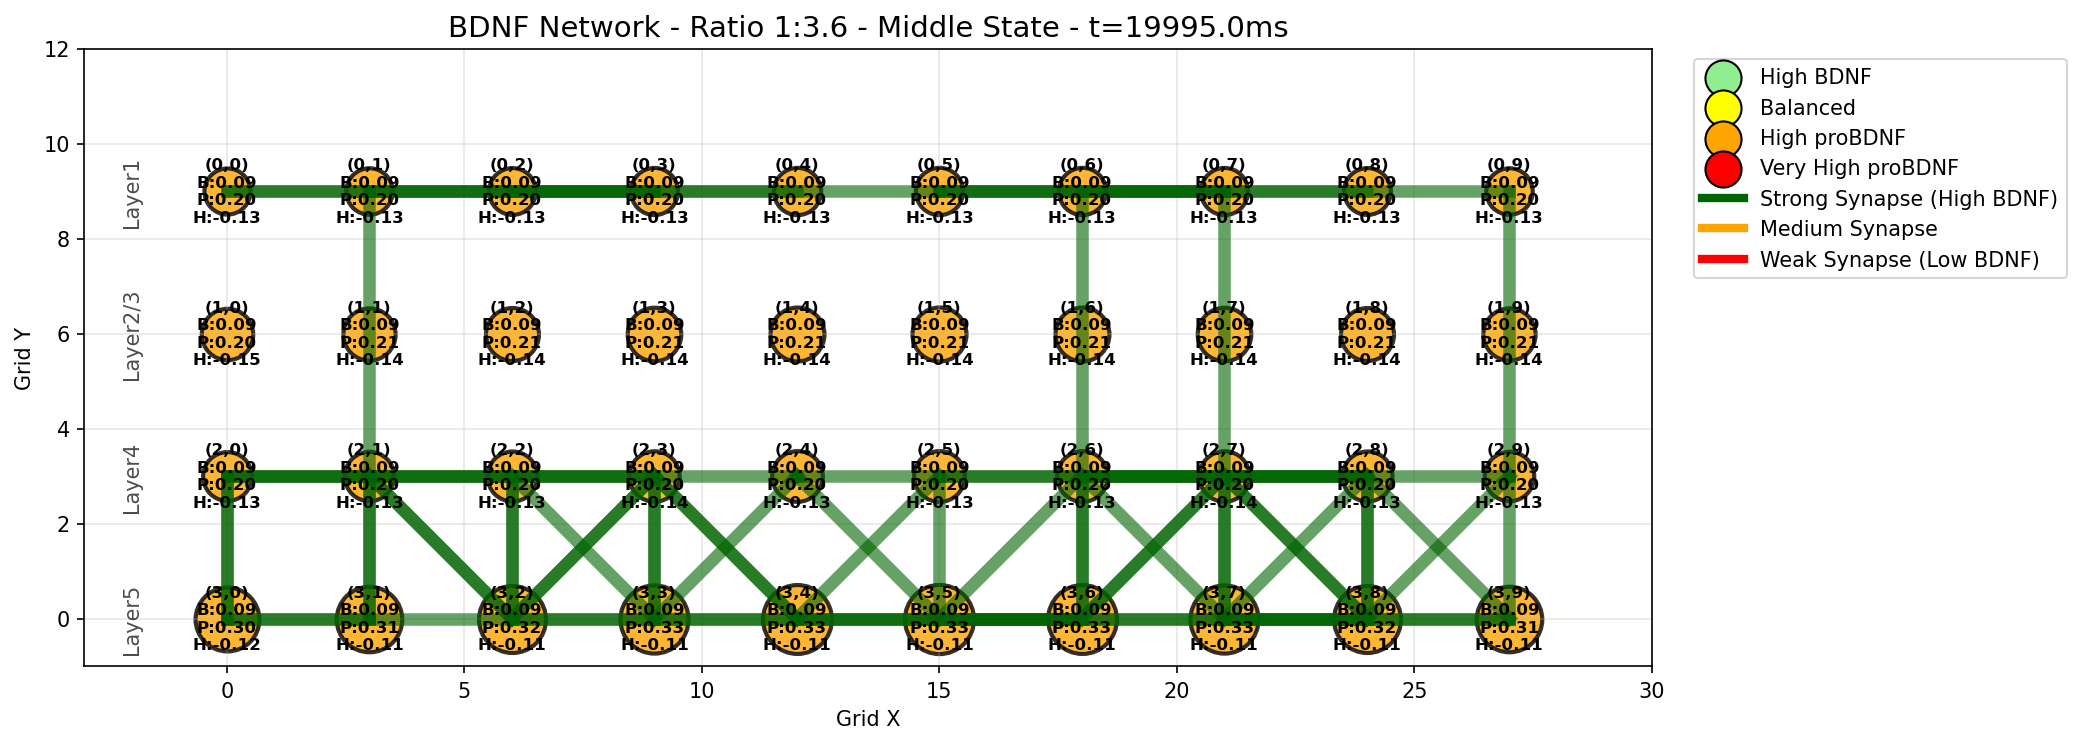 BDNF Network - Ratio 1:3.6 - Middle State - t=19995.0ms
12
10
8
6
4
2
0
Grid Y
Layer1
Layer2/3
Layer4
Layer5
(0,0) (0,1) (0,2) (0,3) (0,4) (0,5) (0,6) (0,7) (0,8) (0,9)
B:0.09 B:0.09 B:0.09 B:0.09 B:0.09 B:0.09 B:0.09 B:0.09 B:0.09 B:0.09
P:0.20 P:0.20 P:0.20 P:0.20 P:0.20 P:0.20 P:0.20 P:0.20 P:0.20 P:0.20
H:-0.13 H:-0.13 H:-0.13 H:-0.13 H:-0.13 H:-0.13 H:-0.13 H:-0.13 H:-0.13 H:-0.13
(1,0) (1,1) (1,2) (1,3) (1,4) (1,5) (1,6) (1,7) (1,8) (1,9)
B:0.09 B:0.09 B:0.09 B:0.09 B:0.09 B:0.09 B:0.09 B:0.09 B:0.09 B:0.09
P:0.20 P:0.21 P:0.21 P:0.21 P:0.21 P:0.21 P:0.21 P:0.21 P:0.21 P:0.21
H:-0.15 H:-0.14 H:-0.14 H:-0.14 H:-0.14 H:-0.14 H:-0.14 H:-0.14 H:-0.14 H:-0.14
(2,0) (2,1) (2,2) (2,3) (2,4) (2,5) (2,6) (2,7) (2,8) (2,9)
B:0.09 B:0.09 B:0.09 B:0.09 B:0.09 B:0.09 B:0.09 B:0.09 B:0.09 B:0.09
P:0.20 P:0.20 P:0.20 P:0.20 P:0.20 P:0.20 P:0.20 P:0.20 P:0.20 P:0.20
H:-0.13 H:-0.13 H:-0.13 H:-0.14 H:-0.13 H:-0.13 H:-0.13 H:-0.14 H:-0.13 H:-0.13
(3,0) (3,1) (3,2) (3,3) (3,4) (3,5) (3,6) (3,7) (3,8) (3,9)
B:0.09 B:0.09 B:0.09 B:0.09 B:0.09 B:0.09 B:0.09 B:0.09 B:0.09 B:0.09
P:0.30 P:0.31 P:0.32 P:0.33 P:0.33 P:0.33 P:0.33 P:0.33 P:0.32 P:0.31
H:-0.12 H:-0.11 H:-0.11 H:-0.11 H:-0.11 H:-0.11 H:-0.11 H:-0.11 H:-0.11 H:-0.11
0 5 10 15 20 25 30
Grid X
High BDNF
Balanced
High proBDNF
Very High proBDNF
Strong Synapse (High BDNF)
Medium Synapse
Weak Synapse (Low BDNF)